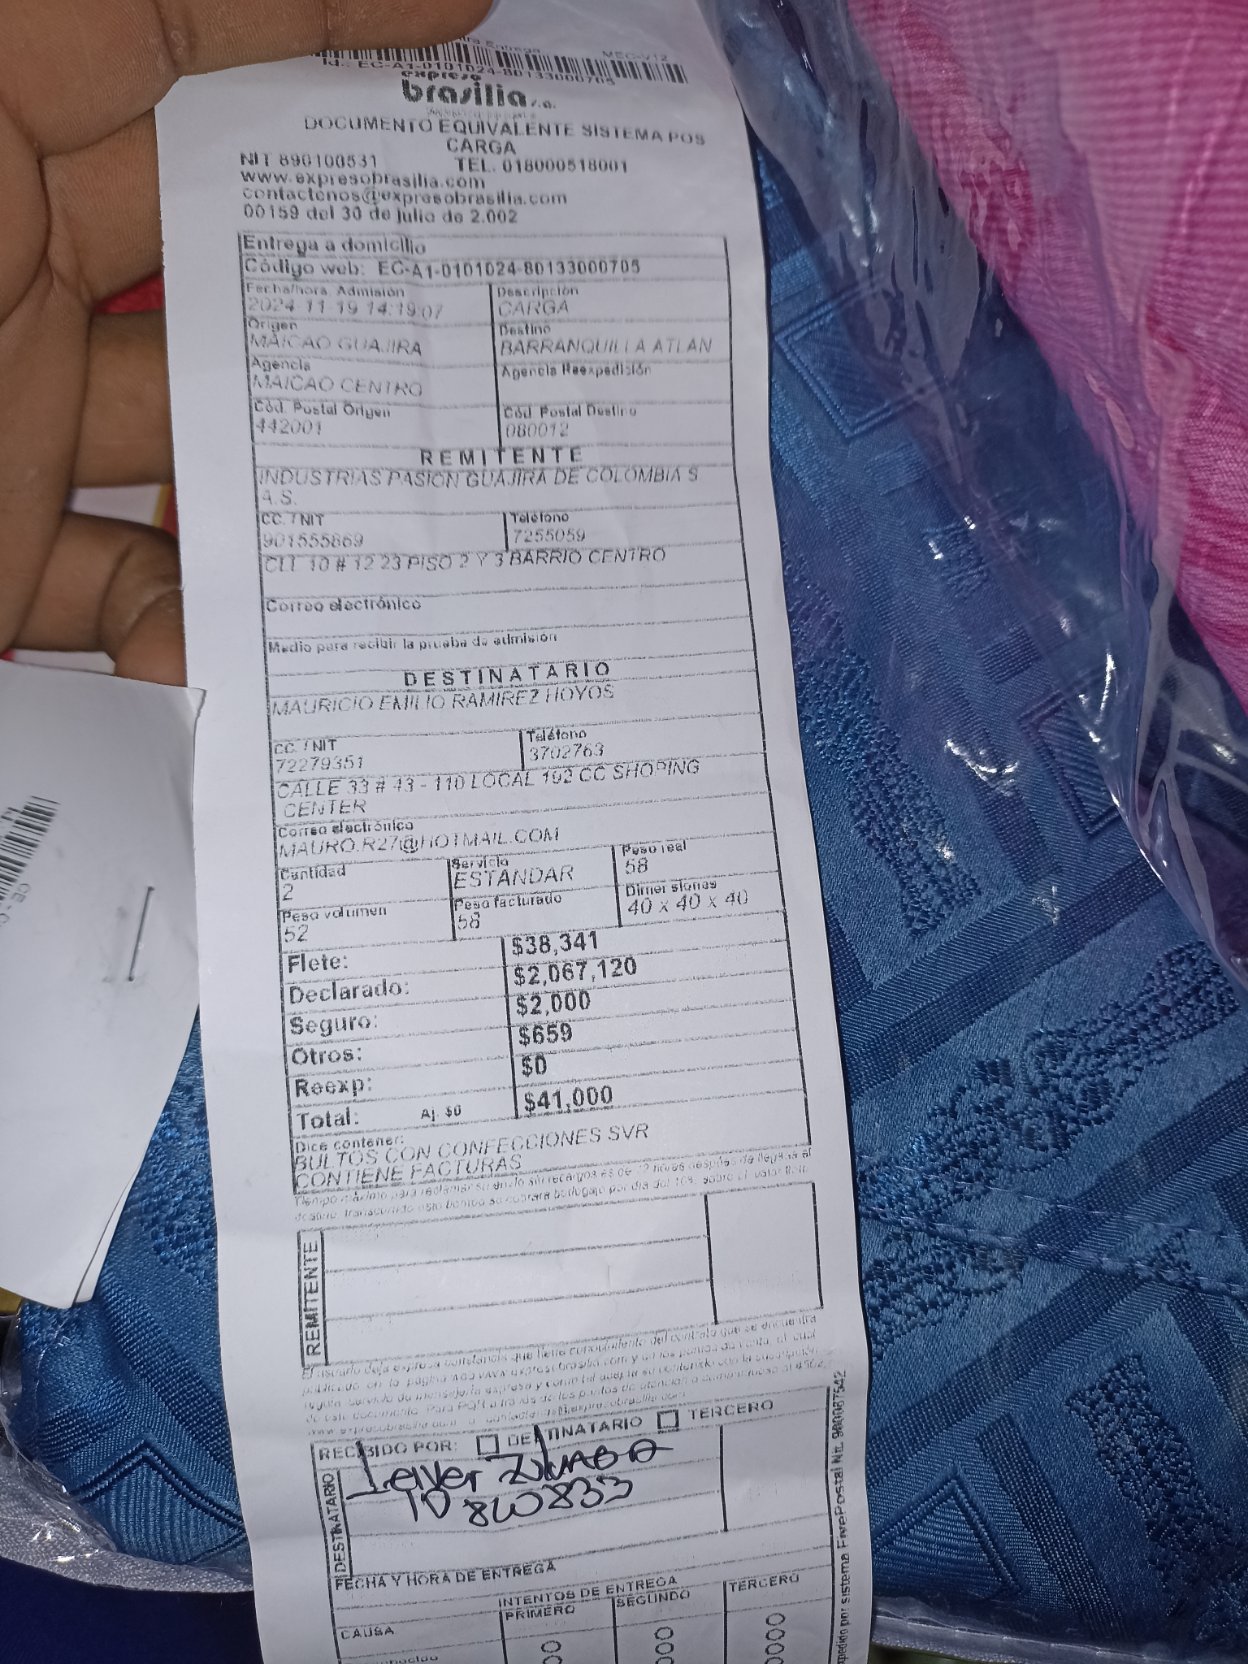 Id.: EC-A1-0101024-80133000705
expreso
brasilia s.a.
DOCUMENTO EQUIVALENTE SISTEMA POS
CARGA
NIT 890100531 TEL. 018000518001
www.expresobrasilia.com
contactenos@expresobrasilia.com
00159 del 30 de julio de 2.002
Entrega a domicilio
Código web: EC-A1-0101024-80133000705
Fecha/hora. Admisión Descripción
2024-11-19 14:19:07 CARGA
Origen Destino
MAICAO GUAJIRA BARRANQUILLA ATLAN
Agencia Agencia Reexpedición
MAICAO CENTRO
Cód. Postal Origen Cód. Postal Destino
442001 080012
REMITENTE
INDUSTRIAS PASION GUAJIRA DE COLOMBIA S
A.S.
CC. / NIT Teléfono
901555869 7255059
CLL 10 # 12 23 PISO 2 Y 3 BARRIO CENTRO
Correo electrónico
Medio para recibir la prueba de admisión
DESTINATARIO
MAURICIO EMILIO RAMIREZ HOYOS
CC. / NIT Teléfono
72279351 3702763
CALLE 33 # 43 - 110 LOCAL 102 CC SHOPING
CENTER
Correo electrónico
MAURO.R27@HOTMAIL.COM
Cantidad Servicio Peso real
2 ESTANDAR 58
Peso volumen Peso facturado Dimensiones
52 58 40 x 40 x 40
Flete: $38,341
Declarado: $2,067,120
Seguro: $2,000
Otros: $659
Reexp: $0
Total: Aj. $0 $41,000
Dice contener:
BULTOS CON CONFECCIONES SVR
CONTIENE FACTURAS
REMITENTE
RECIBIDO POR: DESTINATARIO TERCERO
DESTINATARIO
840833
FECHA Y HORA DE ENTREGA
INTENTOS DE ENTREGA
CAUSA PRIMERO SEGUNDO TERCERO